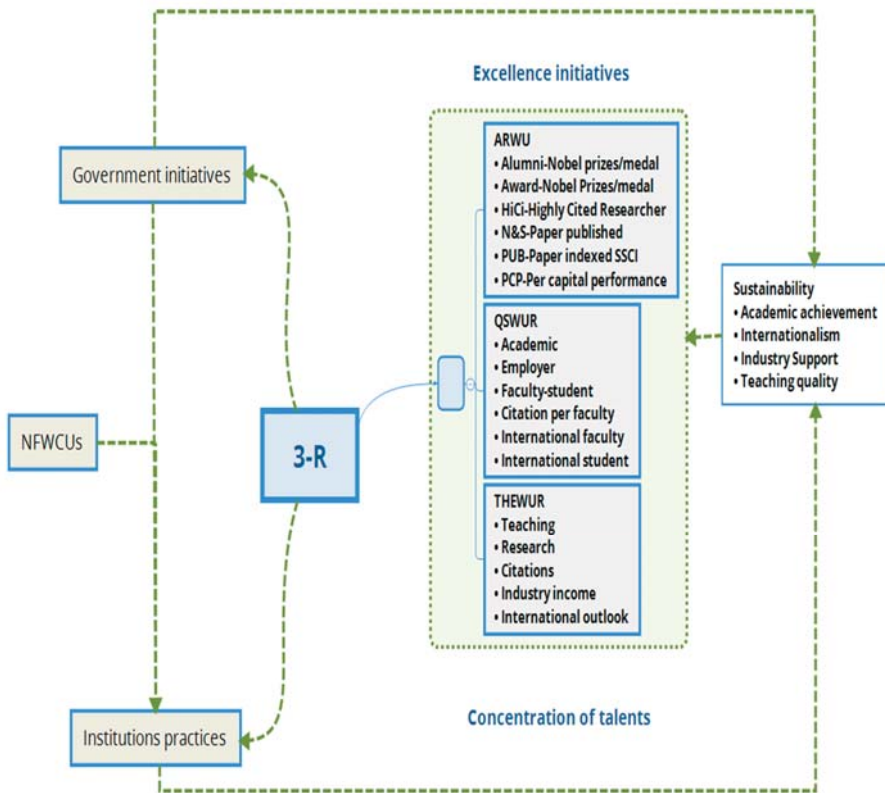 Excellence initiatives
Government initiatives
ARWU
• Alumni-Nobel prizes/medal
• Award-Nobel Prizes/medal
• HiCi-Highly Cited Researcher
• N&S-Paper published
• PUB-Paper indexed SSCI
• PCP-Per capital performance
QSWUR
• Academic
• Employer
• Faculty-student
• Citation per faculty
• International faculty
• International student
THEWUR
• Teaching
• Research
• Citations
• Industry income
• International outlook
Sustainability
• Academic achievement
• Internationalism
• Industry Support
• Teaching quality
NFWCUs
3-R
Institutions practices
Concentration of talents